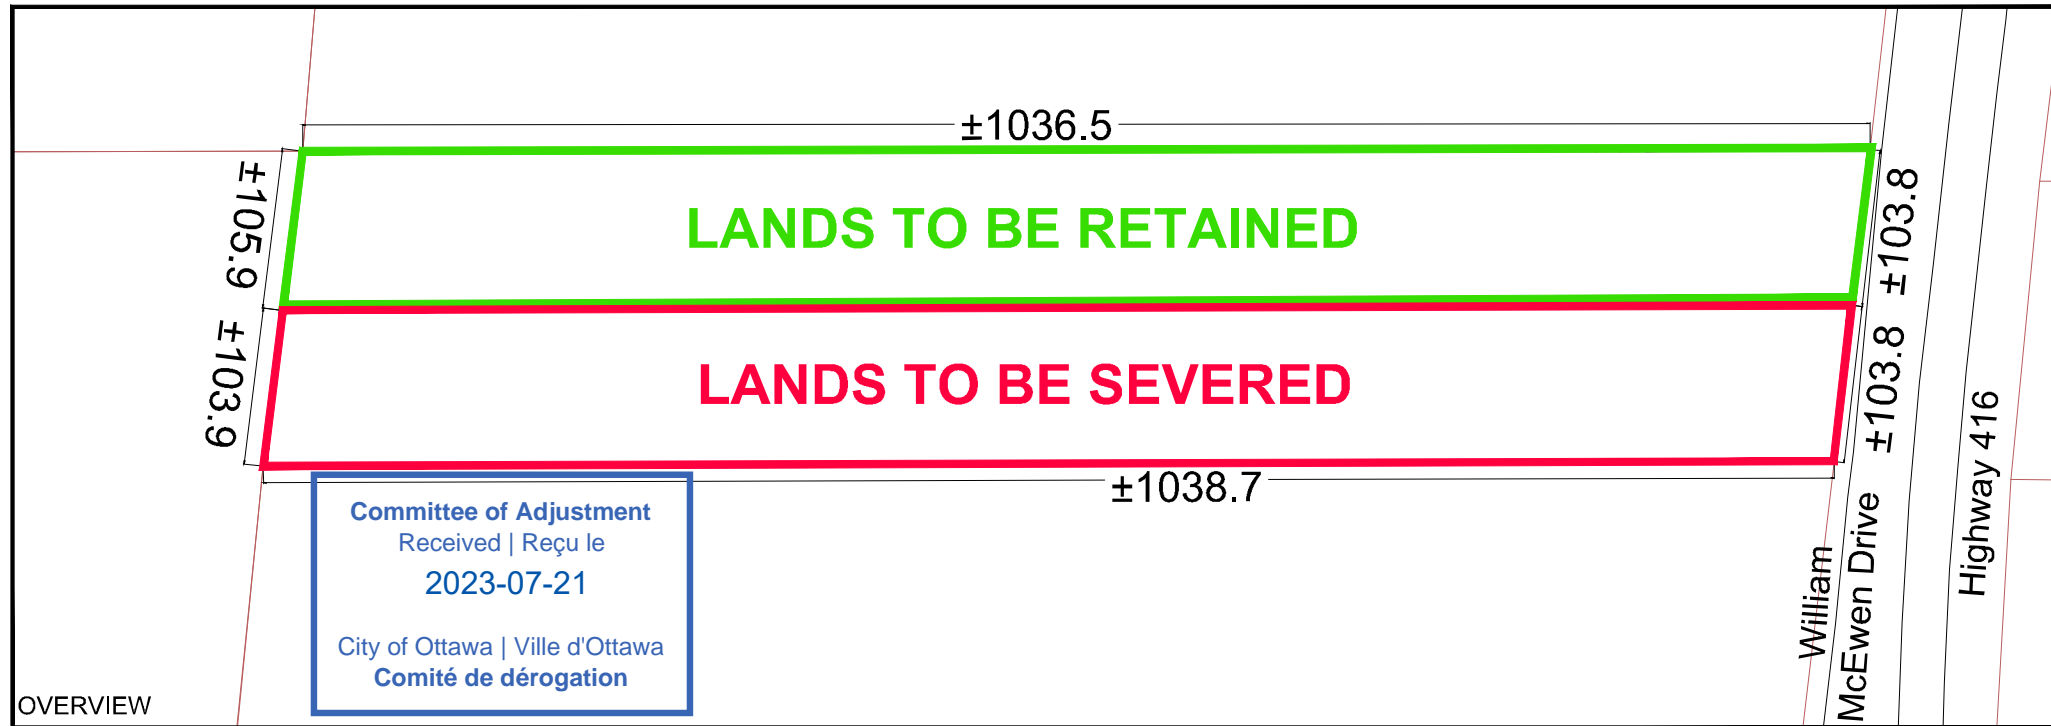 ±1036.5
±105.9
LANDS TO BE RETAINED
±103.8
±103.9
LANDS TO BE SEVERED
±103.8
±1038.7
Committee of Adjustment
Received | Reçu le
2023-07-21
City of Ottawa | Ville d'Ottawa
Comité de dérogation
William
McEwen Drive
Highway 416
OVERVIEW